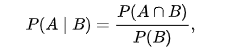 P(A | B) = P(A ∩ B) / P(B),